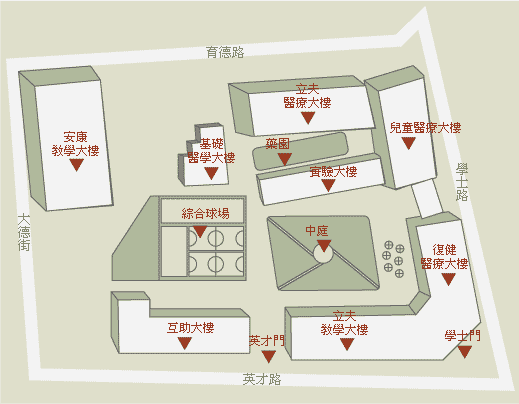 育德路
立夫
醫療大樓
兒童醫療大樓
安康
教學大樓
基礎
醫學大樓
藥園
實驗大樓
學士路
大德街
綜合球場
中庭
復健
醫療大樓
互助大樓
英才門
立夫
教學大樓
學士門
英才路